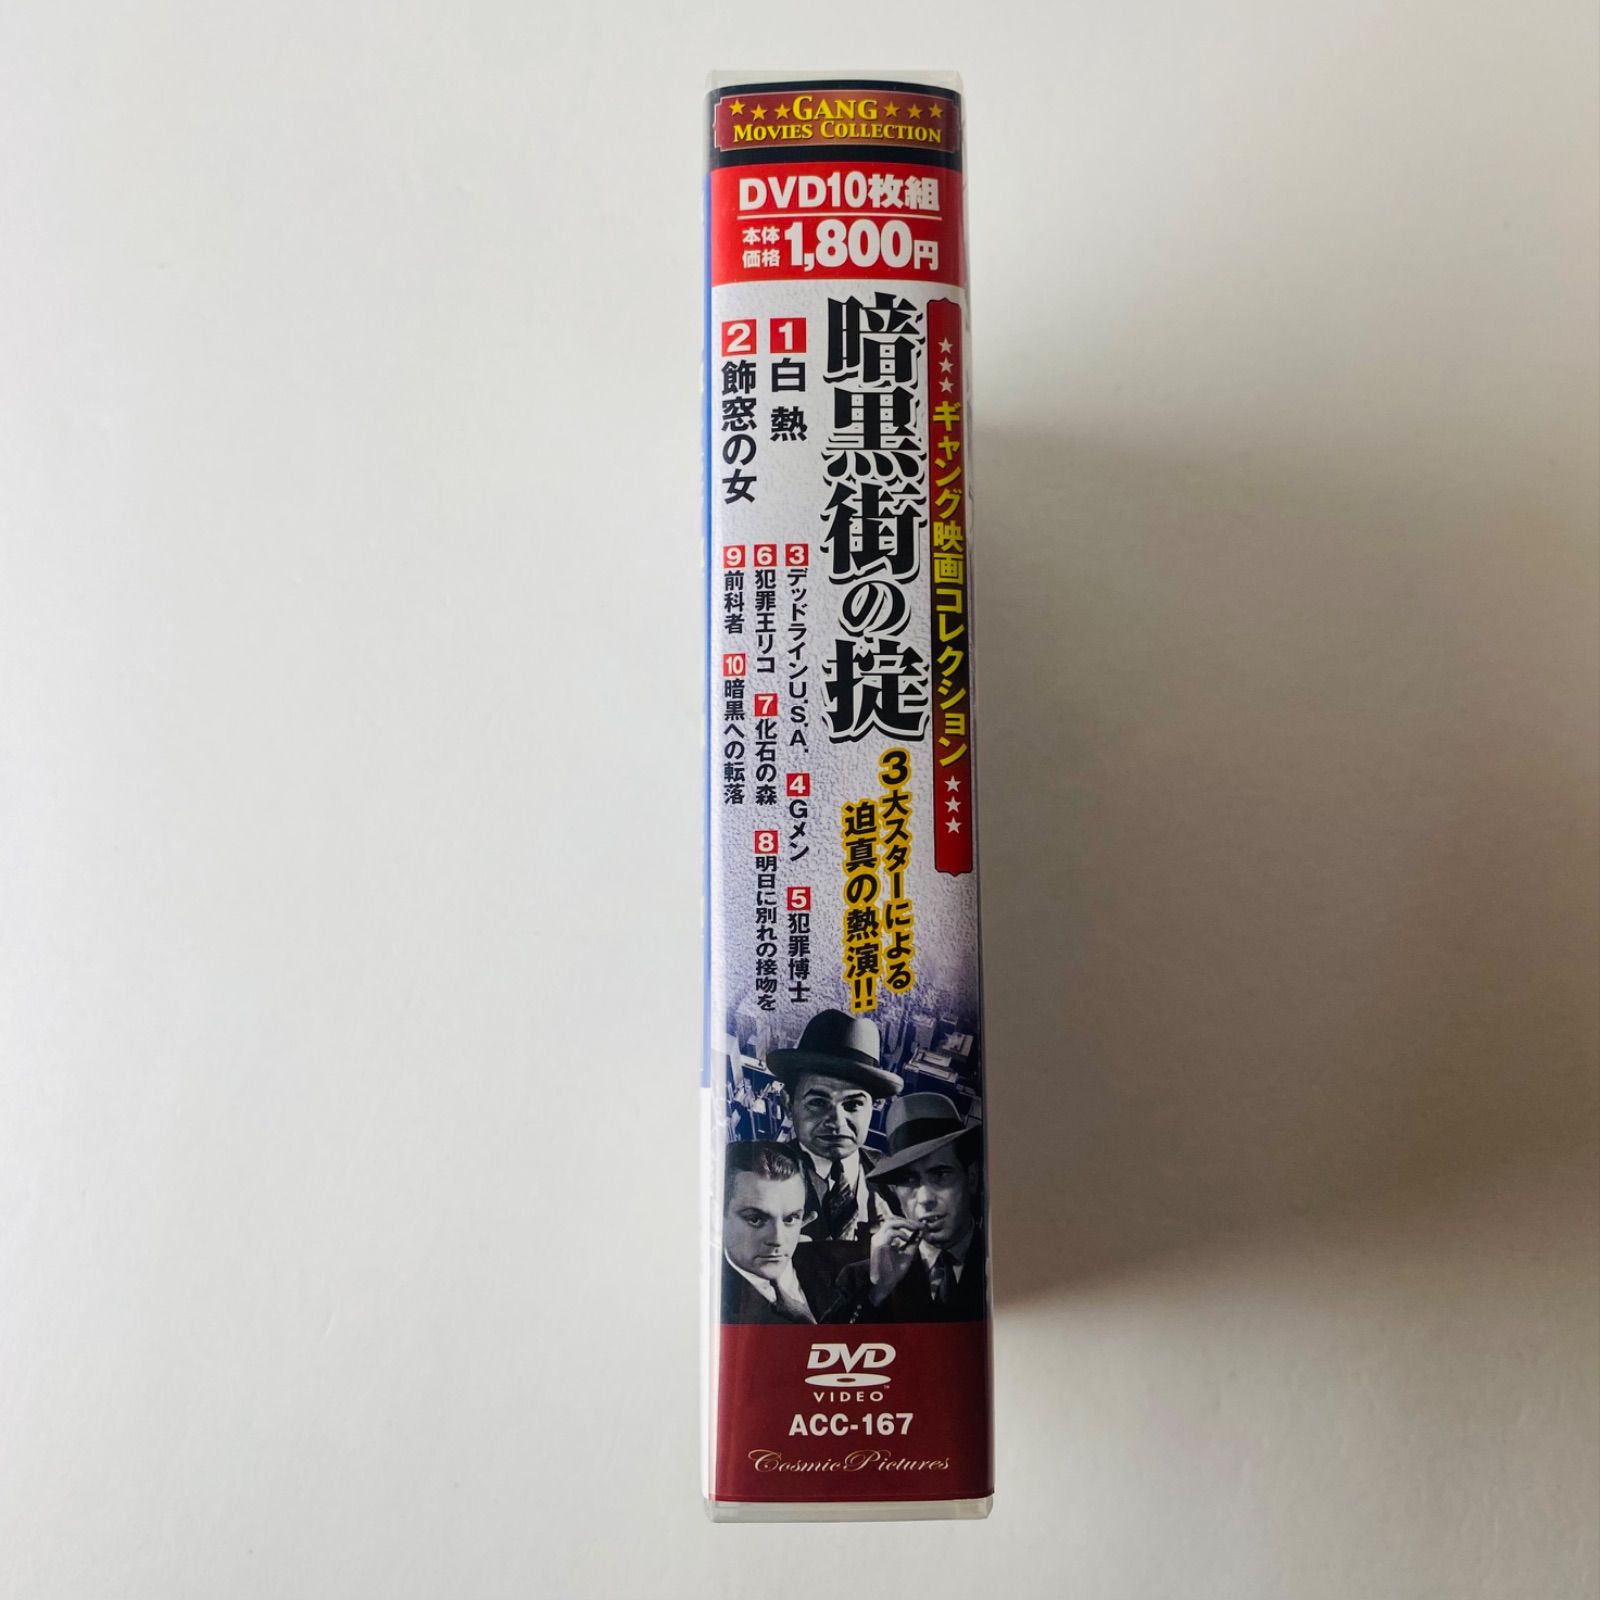 ★★★GANG★★★
MOVIES COLLECTION
DVD10枚組
本体価格1,800円
★★★ギャング映画コレクション★★★
暗黒街の掟
3大スターによる
迫真の熱演!!
1白熱
2飾窓の女
3デッドラインU.S.A. 4Gメン 5犯罪博士
6犯罪王リコ 7化石の森 8明日に別れの接吻を
9前科者 10暗黒への転落
DVD
VIDEO™
ACC-167
Cosmic Pictures